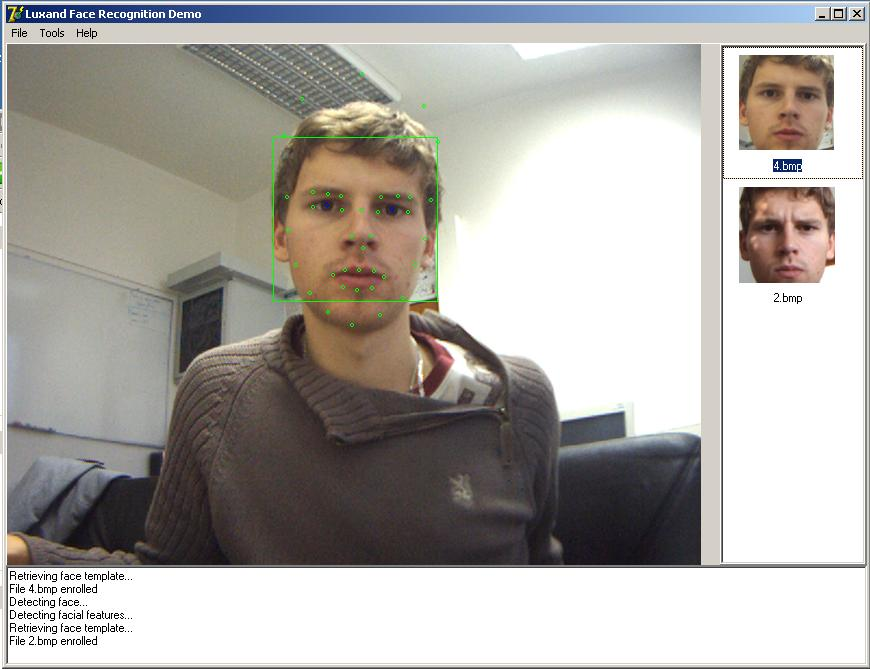 Luxand Face Recognition Demo
File Tools Help
4.bmp
2.bmp
Retrieving face template...
File 4.bmp enrolled
Detecting face...
Detecting facial features...
Retrieving face template...
File 2.bmp enrolled